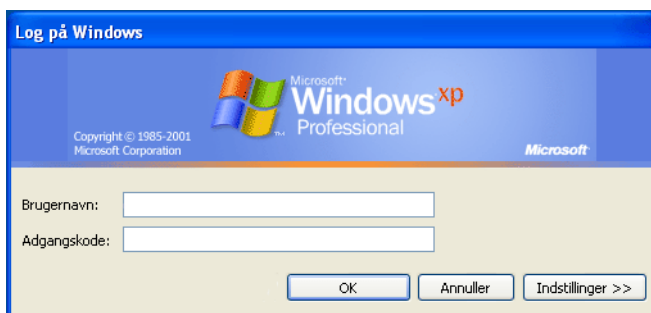 Log på Windows
Microsoft
Windows xp
Professional
Copyright © 1985-2001
Microsoft Corporation
Microsoft
Brugernavn:
Adgangskode:
OK Annuller Indstillinger >>